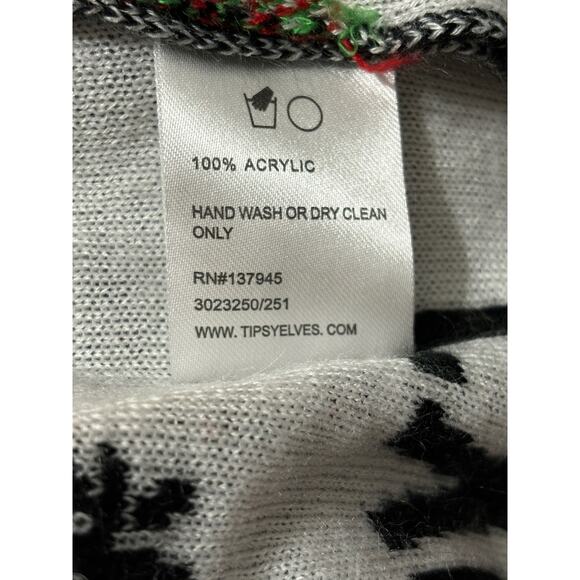 100% ACRYLIC
HAND WASH OR DRY CLEAN
ONLY
RN#137945
3023250/251
WWW. TIPSYELVES. COM